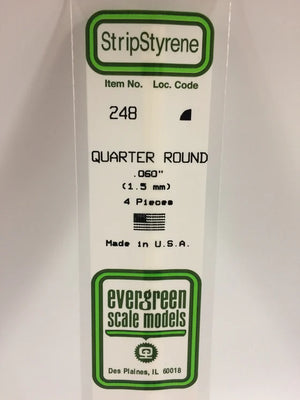 StripStyrene
Item No. Loc. Code
248
QUARTER ROUND
.060"
(1.5 mm)
4 Pieces
Made in U.S.A.
evergreen
scale models
Des Plaines, IL 60018